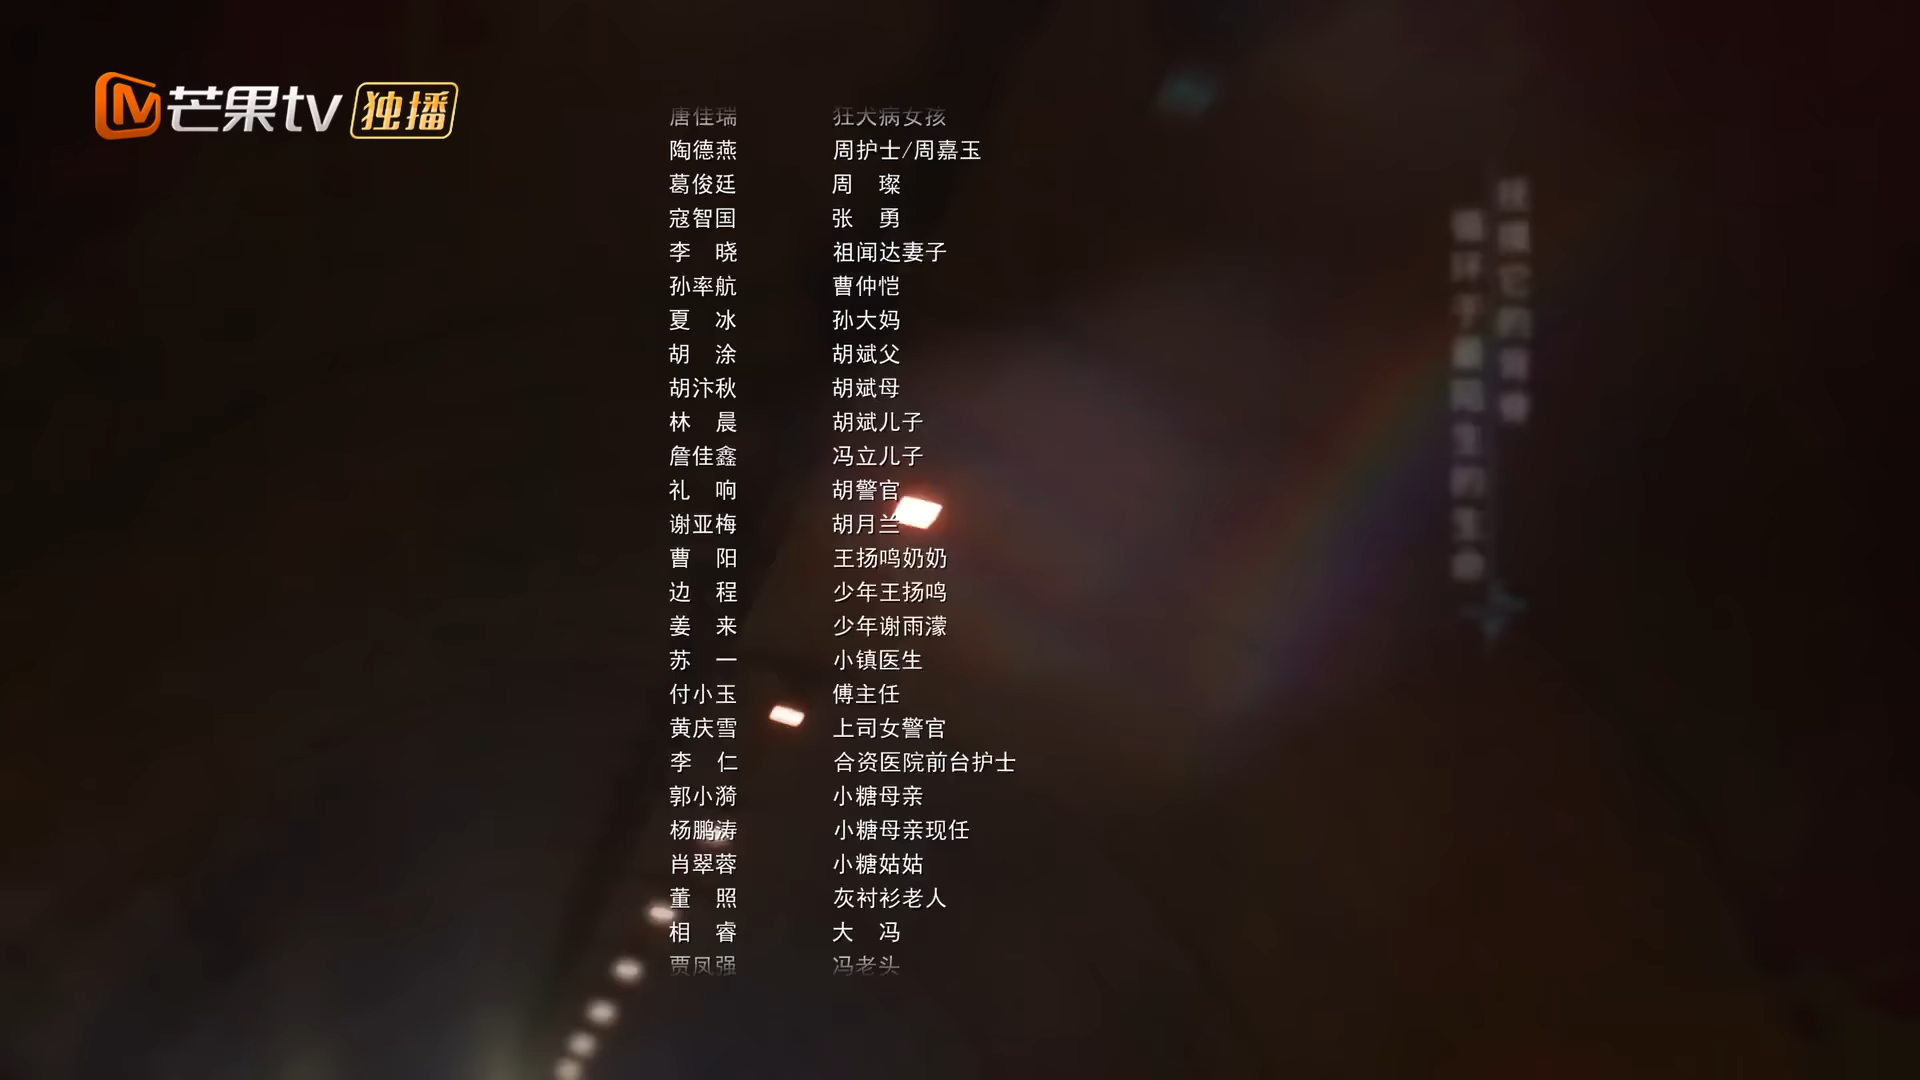 芒果tv 独播
唐佳瑞 狂犬病女孩
陶德燕 周护士/周嘉玉
葛俊廷 周 璨
寇智国 张 勇
李 晓 祖闻达妻子
孙率航 曹仲恺
夏 冰 孙大妈
胡 涂 胡斌父
胡汴秋 胡斌母
林 晨 胡斌儿子
詹佳鑫 冯立儿子
礼 响 胡警官
谢亚梅 胡月兰
曹 阳 王扬鸣奶奶
边 程 少年王扬鸣
姜 来 少年谢雨濛
苏 一 小镇医生
付小玉 傅主任
黄庆雪 上司女警官
李 仁 合资医院前台护士
郭小漪 小糖母亲
杨鹏涛 小糖母亲现任
肖翠蓉 小糖姑姑
董 照 灰衬衫老人
相 睿 大 冯
贾凤强 冯老头